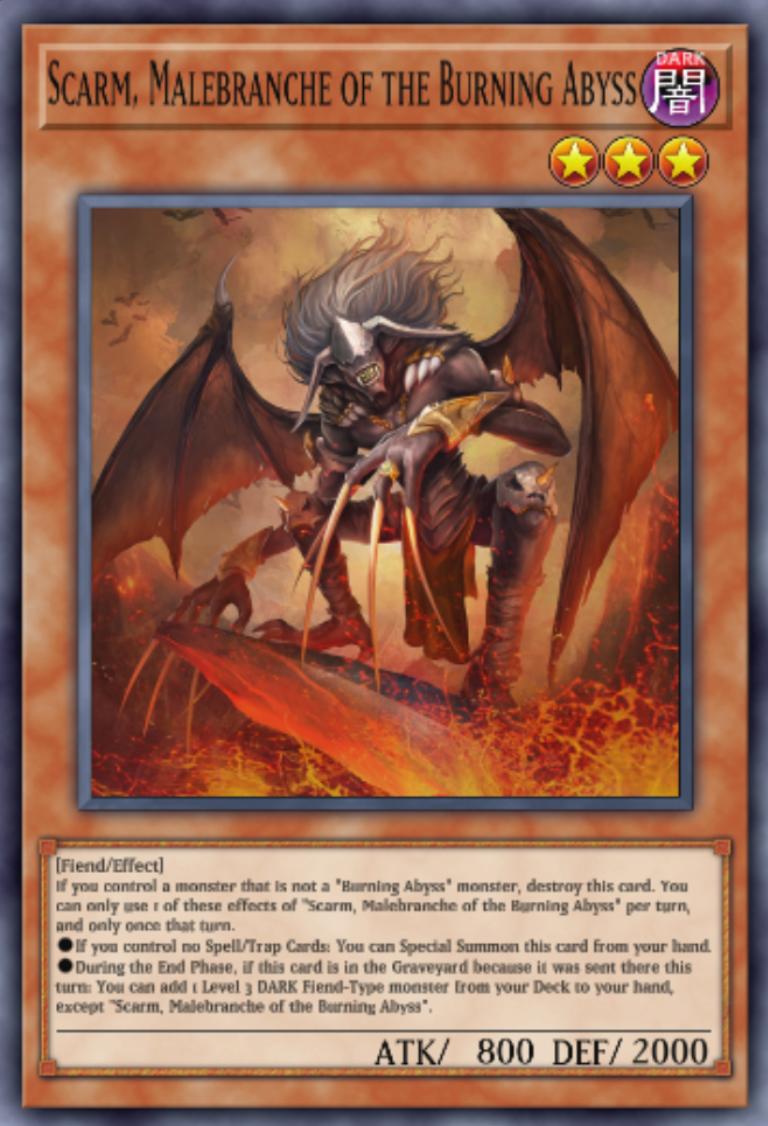 SCARM, MALEBRANCHE OF THE BURNING ABYSS
DARK
闇
[Fiend/Effect]
If you control a monster that is not a "Burning Abyss" monster, destroy this card. You
can only use 1 of these effects of "Scarm, Malebranche of the Burning Abyss" per turn,
and only once that turn.
●If you control no Spell/Trap Cards: You can Special Summon this card from your hand.
●During the End Phase, if this card is in the Graveyard because it was sent there this
turn: You can add 1 Level 3 DARK Fiend-Type monster from your Deck to your hand,
except "Scarm, Malebranche of the Burning Abyss".
ATK/ 800 DEF/ 2000